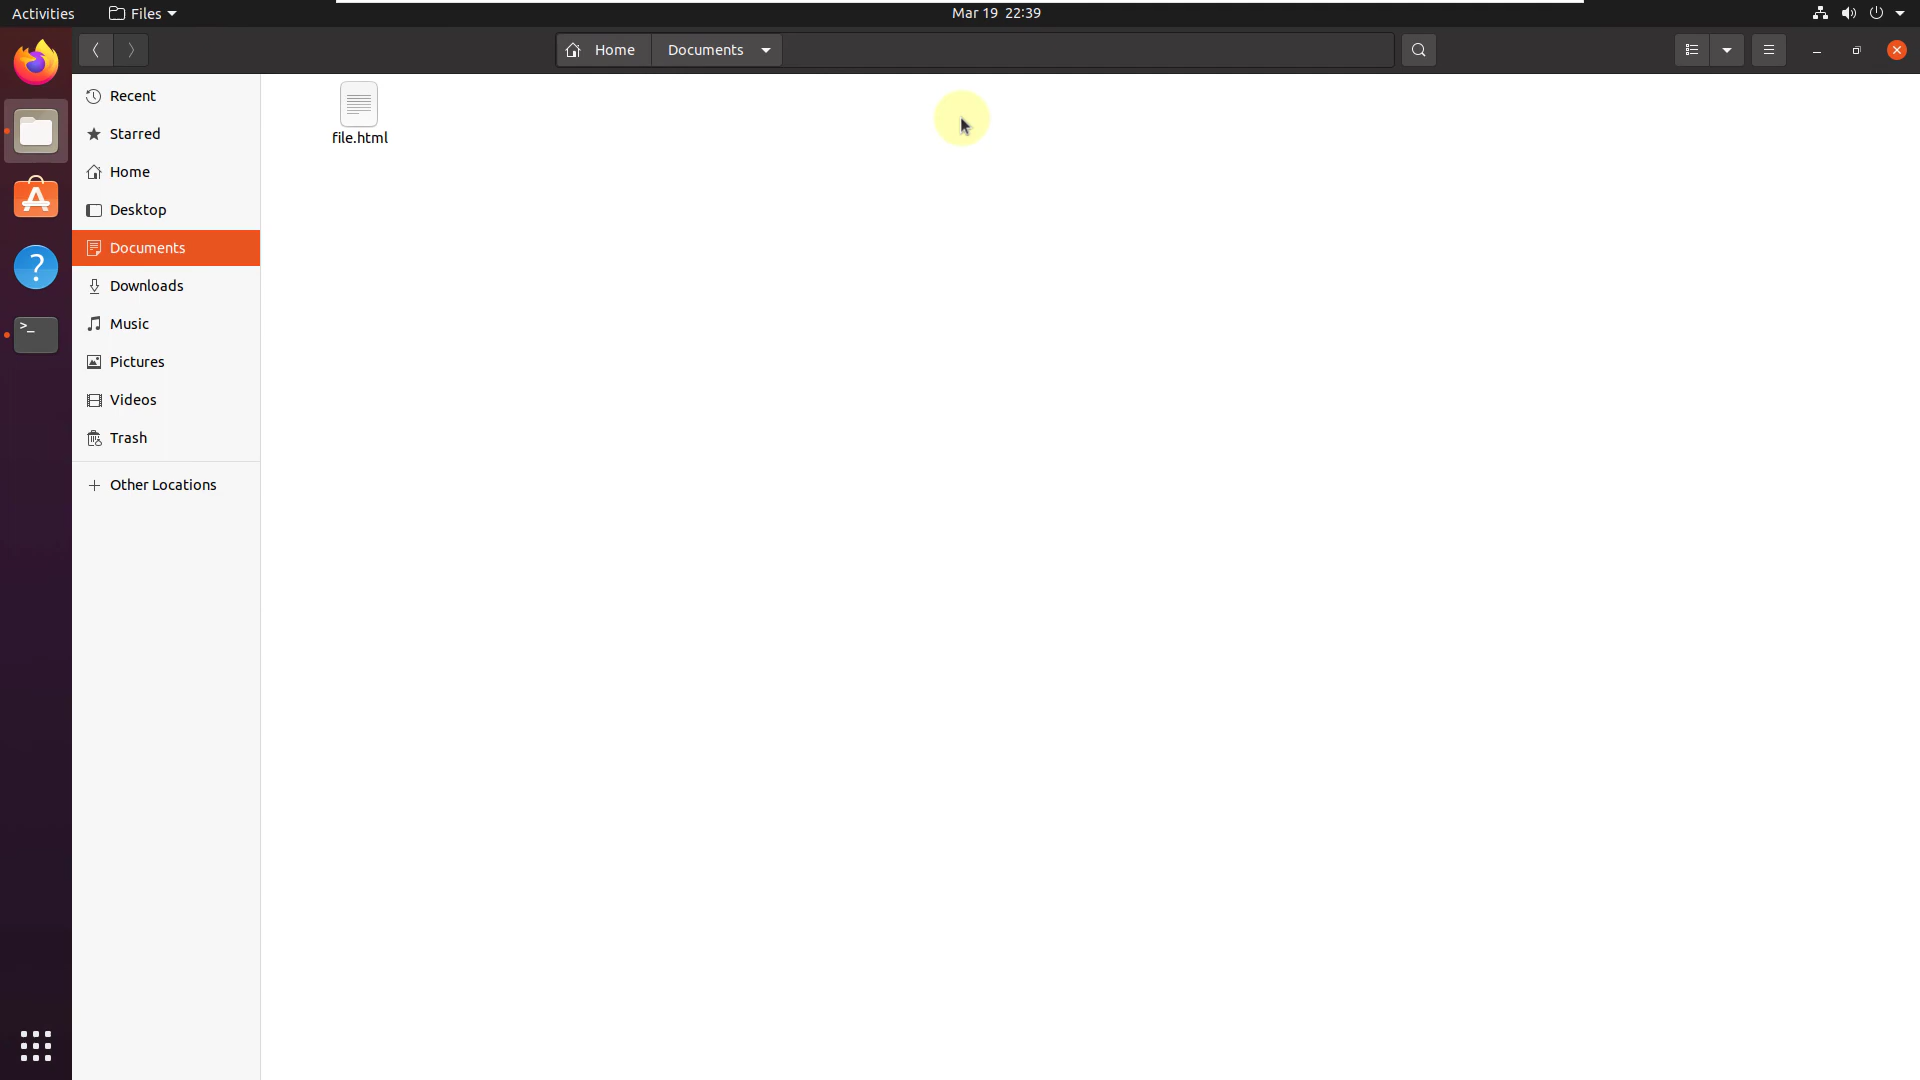 Activities
Files
Mar 19 22:39
Home
Documents
Recent
Starred
Home
Desktop
Documents
Downloads
Music
Pictures
Videos
Trash
Other Locations
file.html
>_
?